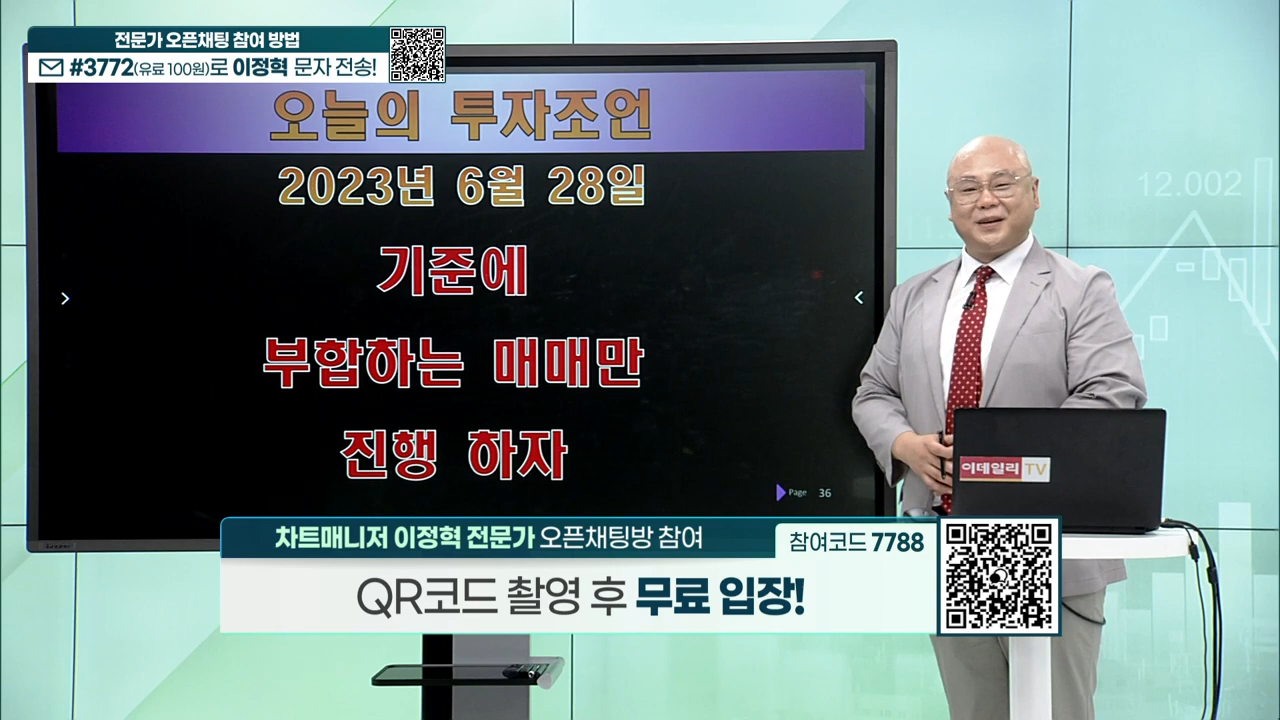 전문가 오픈채팅 참여 방법
#3772(유료 100원)로 이정혁 문자 전송!
오늘의 투자조언
2023년 6월 28일
기준에
부합하는 매매만
진행 하자
Page 36
12.002
이데일리 TV
차트매니저 이정혁 전문가 오픈채팅방 참여
참여코드 7788
QR코드 촬영 후 무료 입장!